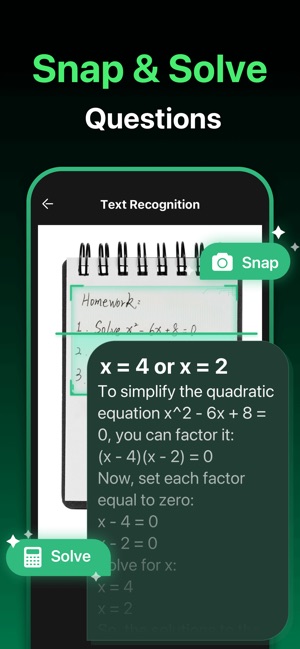 Snap & Solve
Questions
Text Recognition
Snap
Homework:
1. Solve x² - 6x + 8 = 0
2.
3.
x = 4 or x = 2
To simplify the quadratic
equation x^2 - 6x + 8 =
0, you can factor it:
(x - 4)(x - 2) = 0
Now, set each factor
equal to zero:
x - 4 = 0
x - 2 = 0
Solve for x:
x = 4
x = 2
Solve